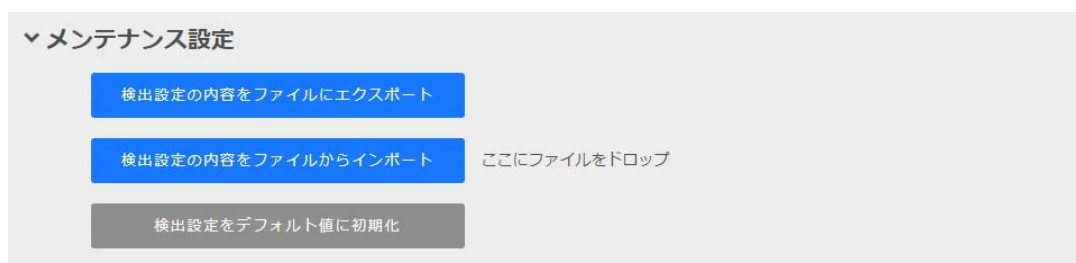 メンテナンス設定
検出設定の内容をファイルにエクスポート
検出設定の内容をファイルからインポート ここにファイルをドロップ
検出設定をデフォルト値に初期化